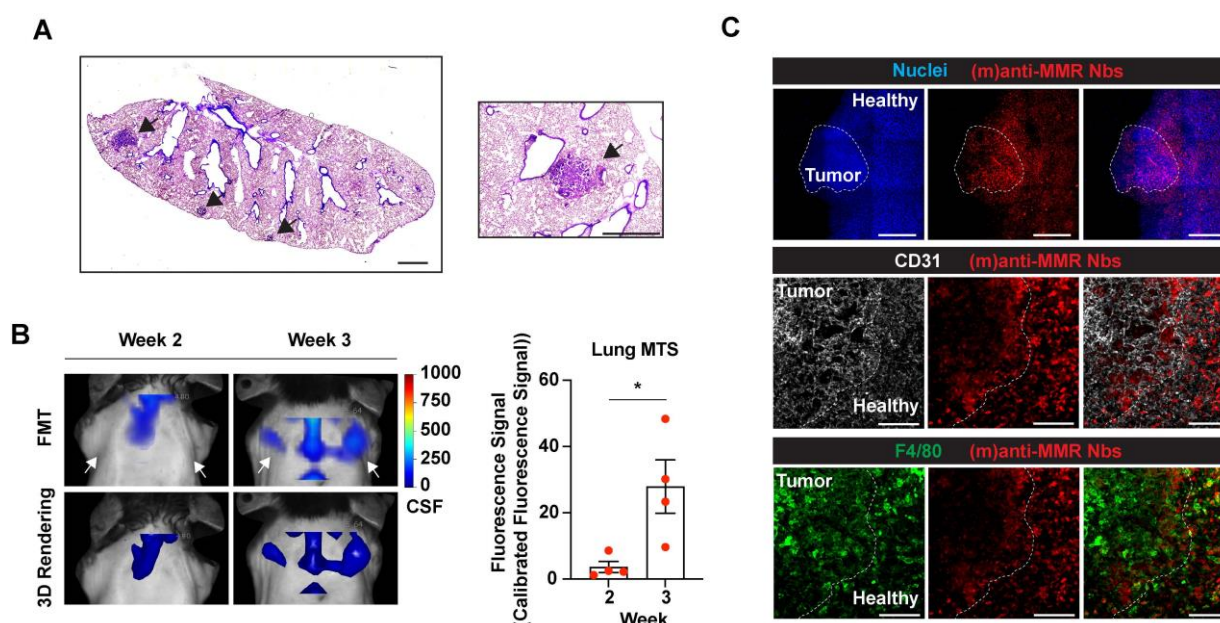 A
B
Week 2
Week 3
FMT
3D Rendering
1000
750
500
250
0
CSF
Lung MTS
*
Fluorescence Signal
(Calibrated Fluorescence Signal))
60
40
20
0
2
3
Week
C
Nuclei (m)anti-MMR Nbs
Healthy
Tumor
CD31 (m)anti-MMR Nbs
Tumor
Healthy
F4/80 (m)anti-MMR Nbs
Tumor
Healthy